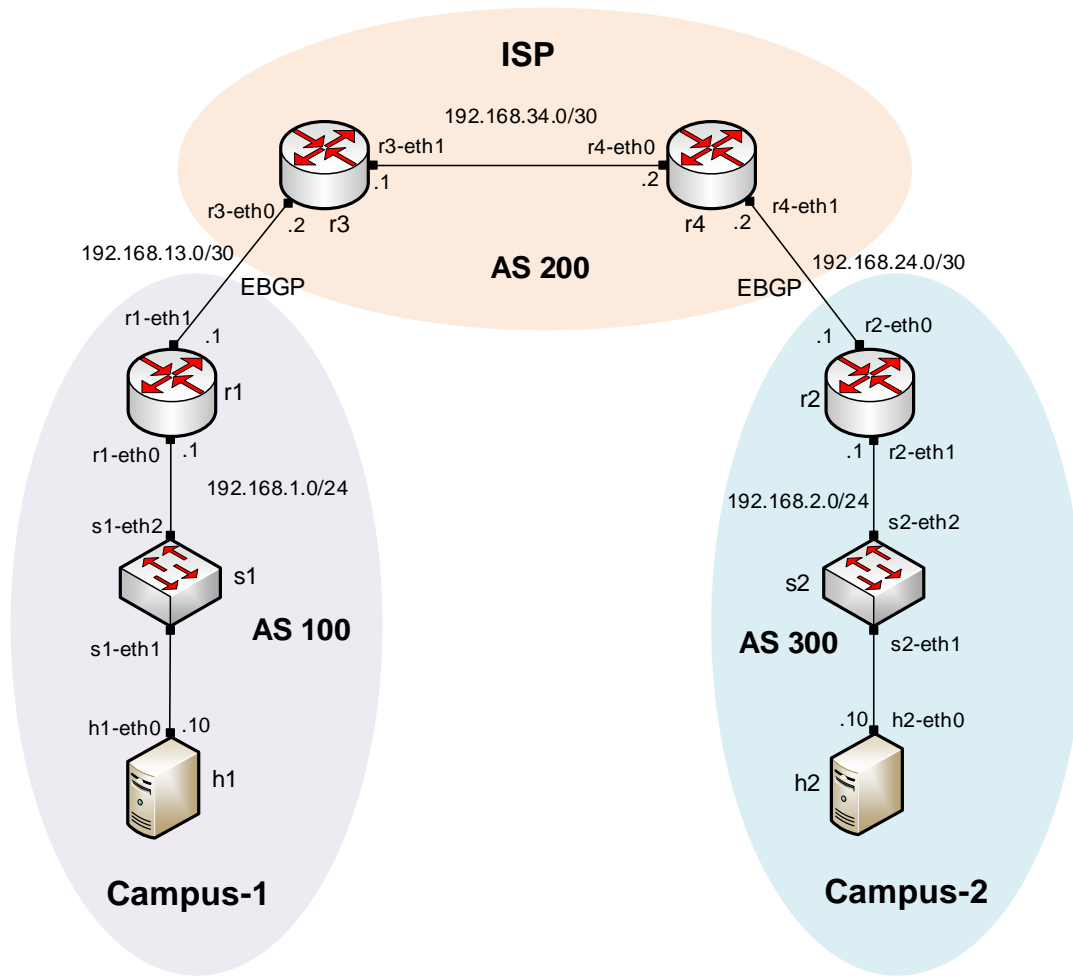 ISP
192.168.34.0/30
r3-eth1
r4-eth0
.1
.2
r3-eth0
.2
r3
r4
.2
r4-eth1
192.168.13.0/30
AS 200
192.168.24.0/30
EBGP
EBGP
r1-eth1
.1
.1
r2-eth0
r1
r2
r1-eth0
.1
.1
r2-eth1
192.168.1.0/24
192.168.2.0/24
s1-eth2
s2-eth2
s1
s2
AS 100
AS 300
s1-eth1
s2-eth1
h1-eth0
.10
.10
h2-eth0
h1
h2
Campus-1
Campus-2